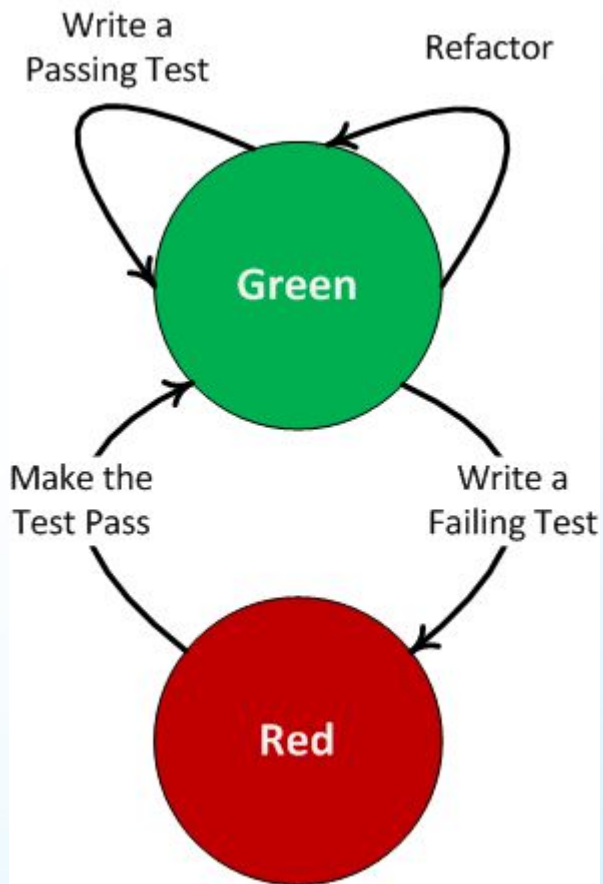 Write a
Passing Test
Refactor
Green
Make the
Test Pass
Write a
Failing Test
Red